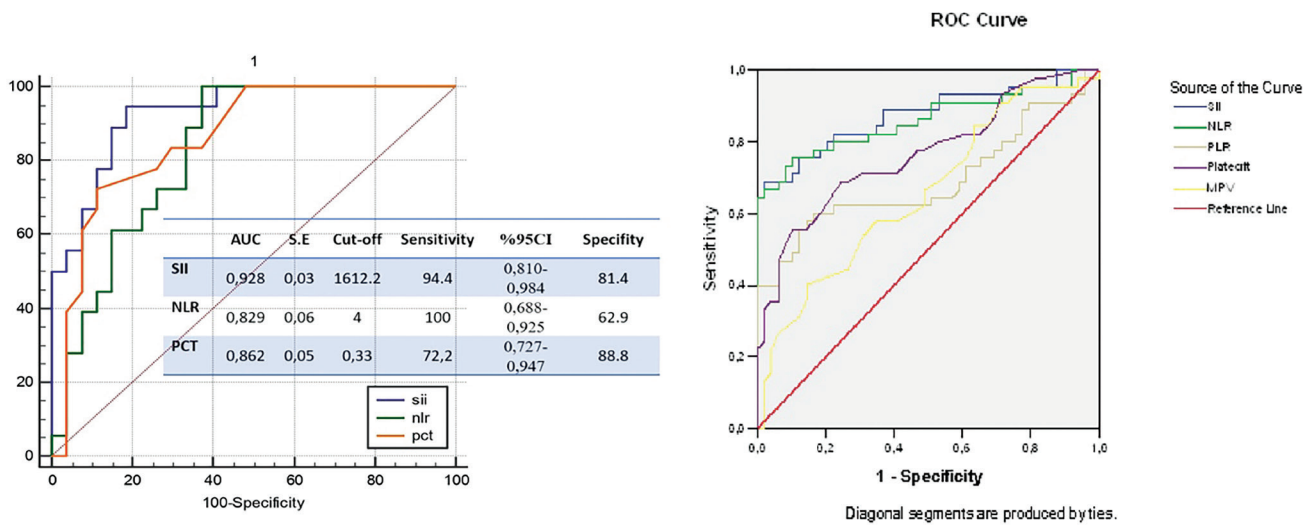 1
100
80
60
40
20
0
0 20 40 60 80 100
100-Specificity
AUC S.E Cut-off Sensitivity %95CI Specifity
SII 0,928 0,03 1612.2 94.4 0,810-0,984 81.4
NLR 0,829 0,06 4 100 0,688-0,925 62.9
PCT 0,862 0,05 0,33 72,2 0,727-0,947 88.8
sii
nlr
pct
ROC Curve
Sensitivity
1,0
0,8
0,6
0,4
0,2
0,0
0,0 0,2 0,4 0,6 0,8 1,0
1 - Specificity
Source of the Curve
SII
NLR
PLR
MPV
Reference Line
Diagonal segments are produced by ties.